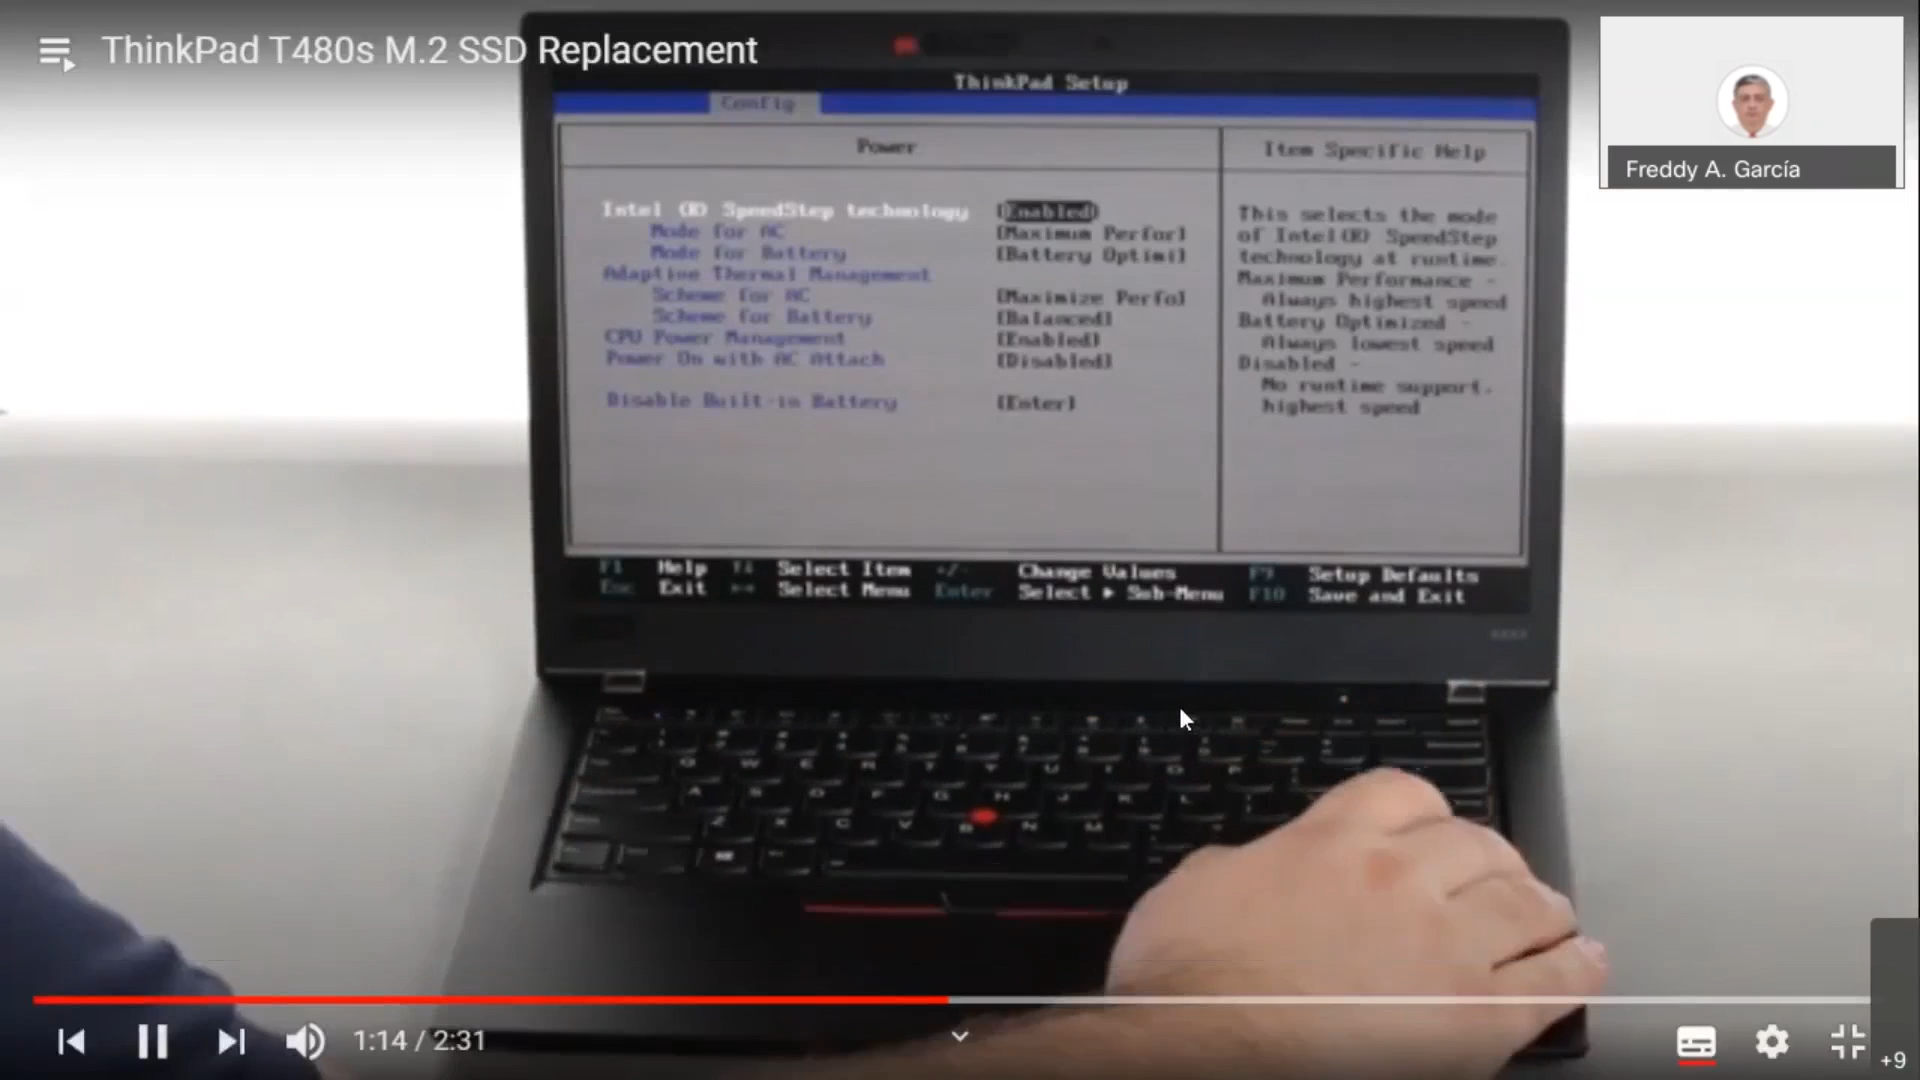 ThinkPad T480s M.2 SSD Replacement
Freddy A. García
ThinkPad Setup
Config
Power
Item Specific Help
Intel (R) SpeedStep technology [Enabled]
Mode for AC [Maximum Perfor]
Mode for Battery [Battery Optimi]
Adaptive Thermal Management
Scheme for AC [Maximize Perfo]
Scheme for Battery [Balanced]
CPU Power Management [Enabled]
Power On with AC Attach [Disabled]
Disable Built-in Battery [Enter]
This selects the mode
of Intel(R) SpeedStep
technology at runtime.
Maximum Performance -
Always highest speed
Battery Optimized -
Always lowest speed
Disabled -
No runtime support,
highest speed
F1 Help ↑↓ Select Item +/- Change Values F9 Setup Defaults
Esc Exit ←→ Select Menu Enter Select ▶ Sub-Menu F10 Save and Exit
1:14 / 2:31
+9